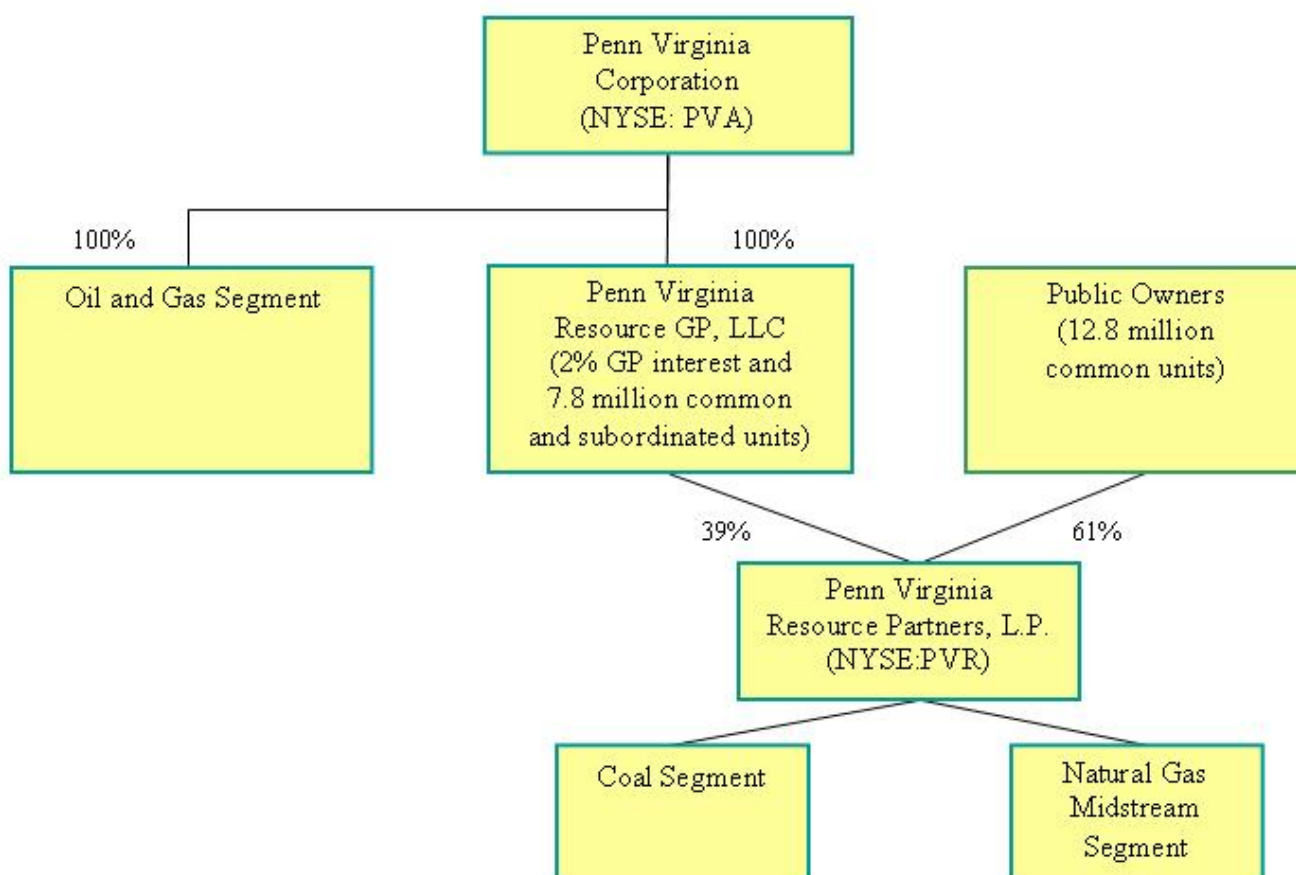 Penn Virginia
Corporation
(NYSE: PVA)
100%
100%
Oil and Gas Segment
Penn Virginia
Resource GP, LLC
(2% GP interest and
7.8 million common
and subordinated units)
Public Owners
(12.8 million
common units)
39%
61%
Penn Virginia
Resource Partners, L.P.
(NYSE:PVR)
Coal Segment
Natural Gas
Midstream
Segment